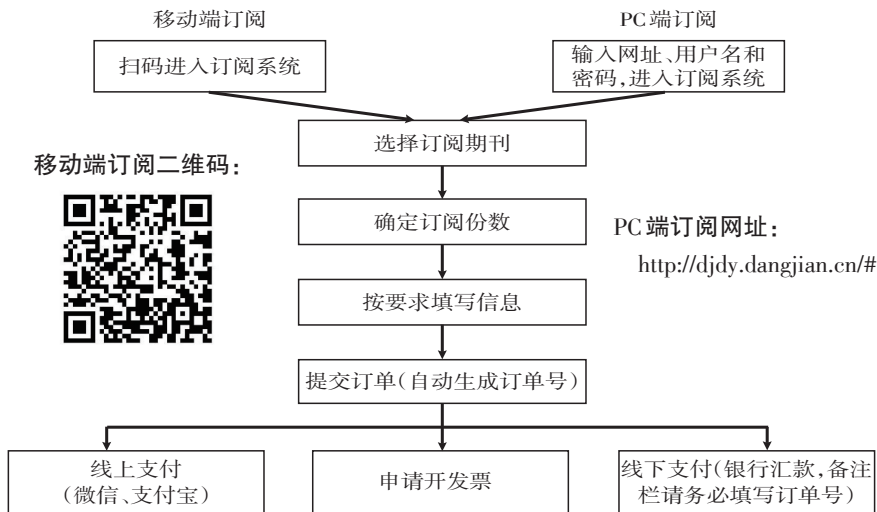 移动端订阅
PC端订阅
扫码进入订阅系统
输入网址、用户名和
密码,进入订阅系统
选择订阅期刊
移动端订阅二维码:
确定订阅份数
PC端订阅网址:
http://djdy.dangjian.cn/#
按要求填写信息
提交订单(自动生成订单号)
线上支付
(微信、支付宝)
申请开发票
线下支付(银行汇款,备注
栏请务必填写订单号)